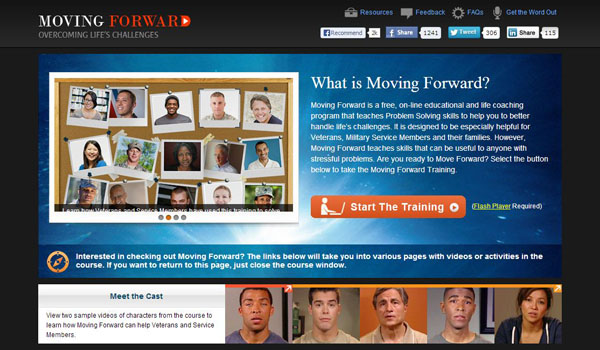 MOVING FORWARD
OVERCOMING LIFE'S CHALLENGES
Resources Feedback FAQs Get the Word Out
Recommend 2k Share 1241 Tweet 306 Share 115
What is Moving Forward?
Moving Forward is a free, on-line educational and life coaching
program that teaches Problem Solving skills to help you to better
handle life's challenges. It is designed to be especially helpful for
Veterans, Military Service Members and their families. However,
Moving Forward teaches skills that can be useful to anyone with
stressful problems. Are you ready to Move Forward? Select the button
below to take the Moving Forward Training.
Learn how Veterans and Service Members have used this training to solve
Start The Training (Flash Player Required)
Interested in checking out Moving Forward? The links below will take you into various pages with videos or activities in the
course. If you want to return to this page, just close the course window.
Meet the Cast
View two sample videos of characters from the course to
learn how Moving Forward can help Veterans and Service
Members.